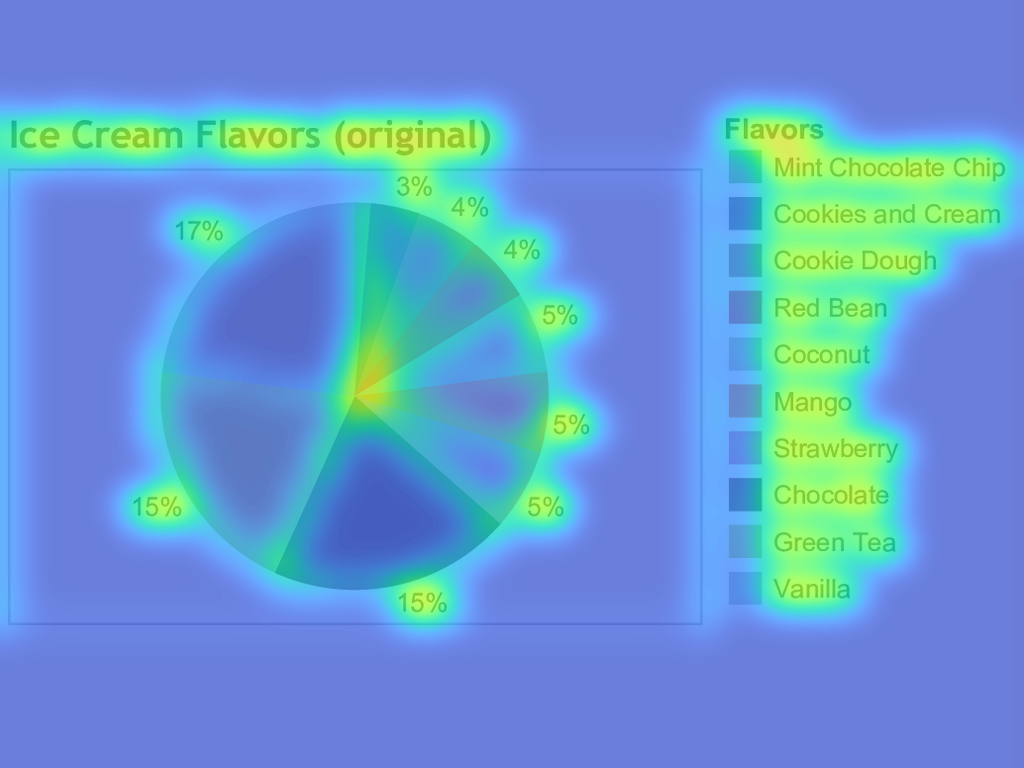 Ice Cream Flavors (original)
3%
4%
4%
5%
5%
5%
15%
15%
17%
Flavors
Mint Chocolate Chip
Cookies and Cream
Cookie Dough
Red Bean
Coconut
Mango
Strawberry
Chocolate
Green Tea
Vanilla